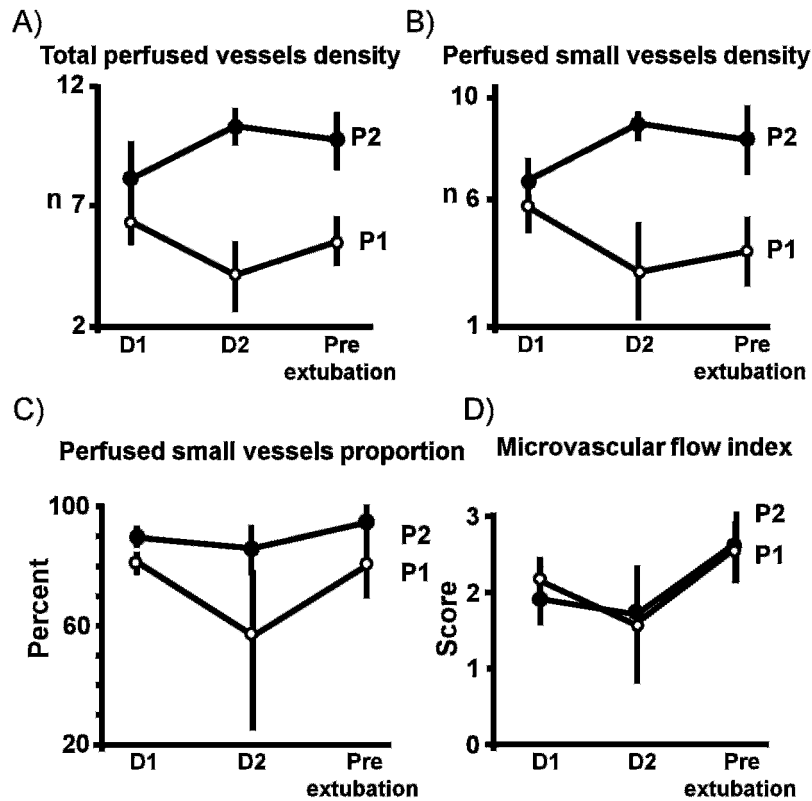 A)
Total perfused vessels density
12
n 7
2
P2
P1
D1 D2 Pre
extubation
B)
Perfused small vessels density
10
n 6
1
P2
P1
D1 D2 Pre
extubation
C)
Perfused small vessels proportion
100
60
20
Percent
P2
P1
D1 D2 Pre
extubation
D)
Microvascular flow index
3
2
1
0
Score
P2
P1
D1 D2 Pre
extubation